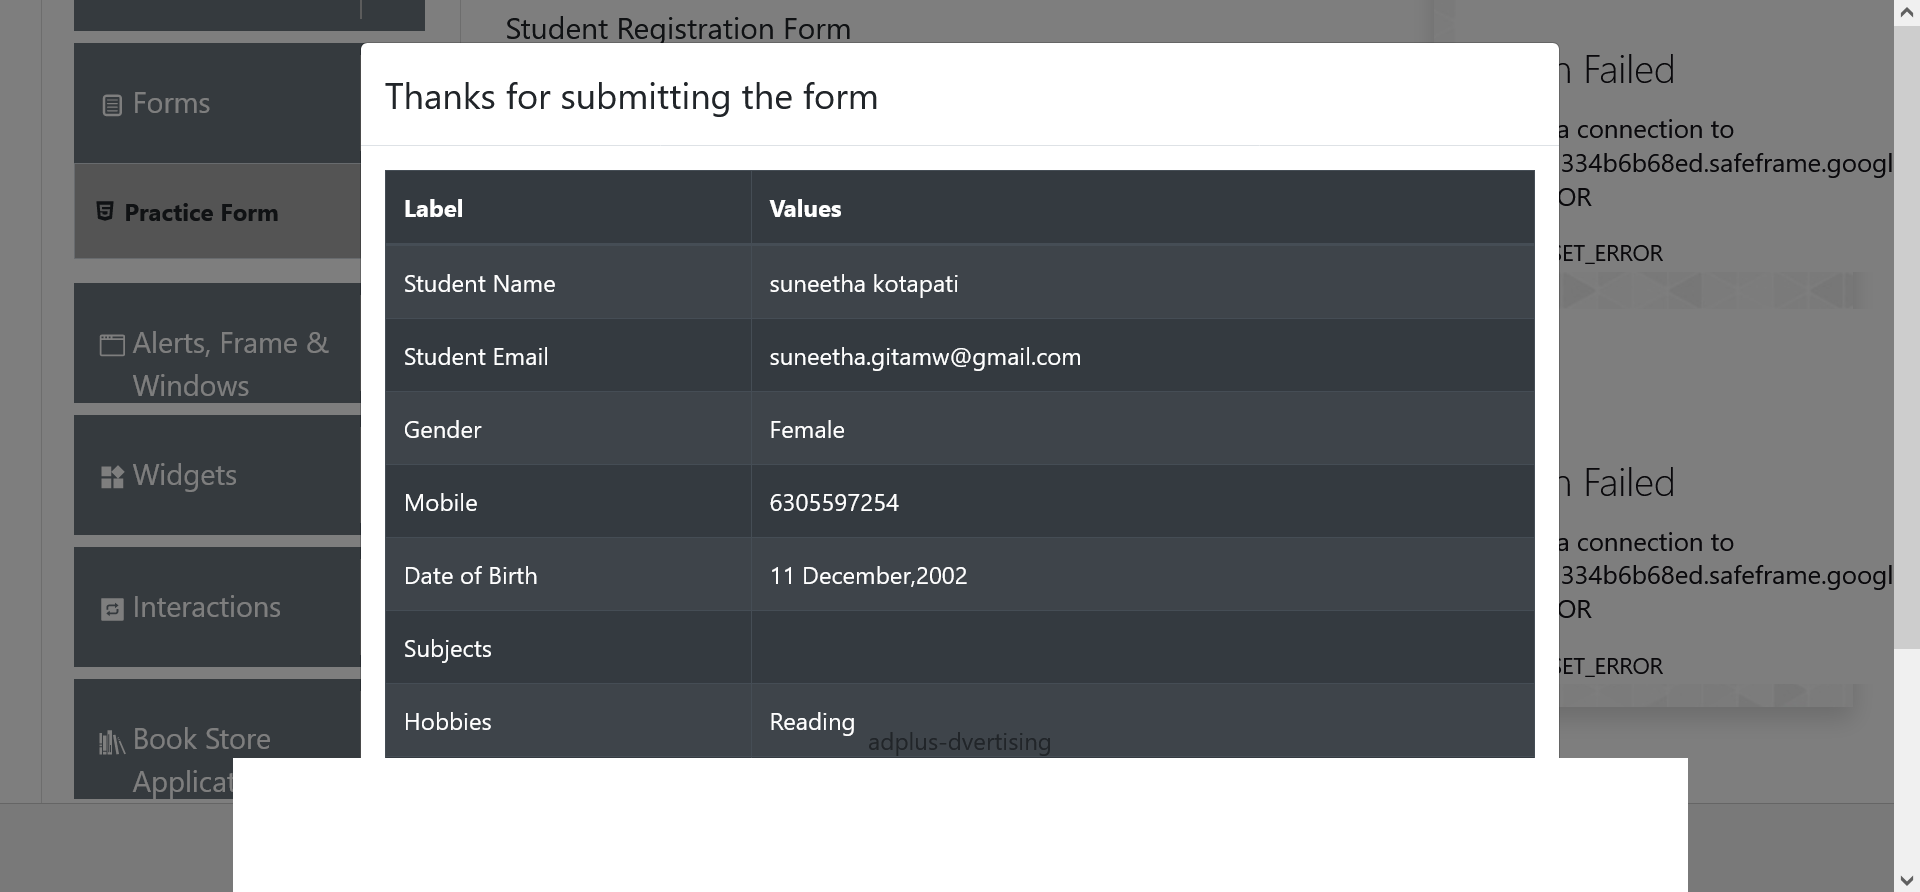 Student Registration Form
Forms
Practice Form
Alerts, Frame &
Windows
Widgets
Interactions
Book Store
Thanks for submitting the form
Label Values
Student Name suneetha kotapati
Student Email suneetha.gitamw@gmail.com
Gender Female
Mobile 6305597254
Date of Birth 11 December,2002
Subjects
Hobbies Reading
adplus-dvertising
Failed
a connection to
334b6b68ed.safeframe.googl
OR
SET_ERROR
Failed
a connection to
334b6b68ed.safeframe.googl
OR
SET_ERROR